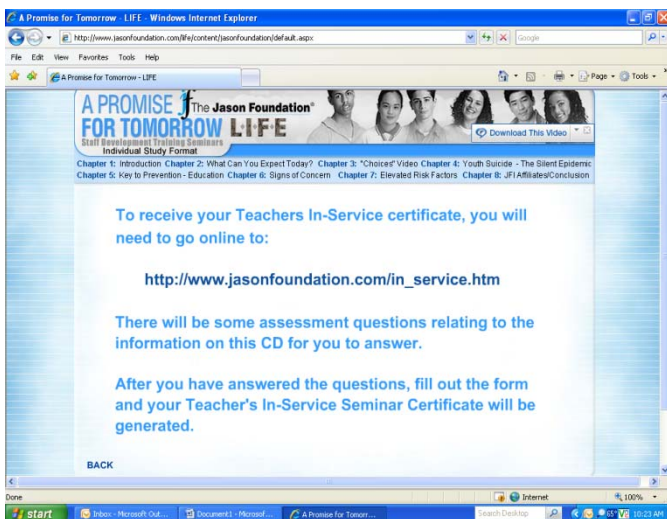 A Promise for Tomorrow - LIFE - Windows Internet Explorer
http://www.jasonfoundation.com/life/content/jasonfoundation/default.aspx
Google
File Edit View Favorites Tools Help
A Promise for Tomorrow - LIFE
Page Tools
A PROMISE The Jason Foundation®
FOR TOMORROW L·I·F·E
Staff Development Training Seminars
Individual Study Format
Download This Video
Chapter 1: Introduction Chapter 2: What Can You Expect Today? Chapter 3: "Choices" Video Chapter 4: Youth Suicide - The Silent Epidemic
Chapter 5: Key to Prevention - Education Chapter 6: Signs of Concern Chapter 7: Elevated Risk Factors Chapter 8: JFI Affiliates/Conclusion
To receive your Teachers In-Service certificate, you will
need to go online to:
http://www.jasonfoundation.com/in_service.htm
There will be some assessment questions relating to the
information on this CD for you to answer.
After you have answered the questions, fill out the form
and your Teacher's In-Service Seminar Certificate will be
generated.
BACK
Done Internet 100%
start Inbox - Microsoft Out... Document1 - Microsof... A Promise for Tomorr... Search Desktop 65° 10:23 AM